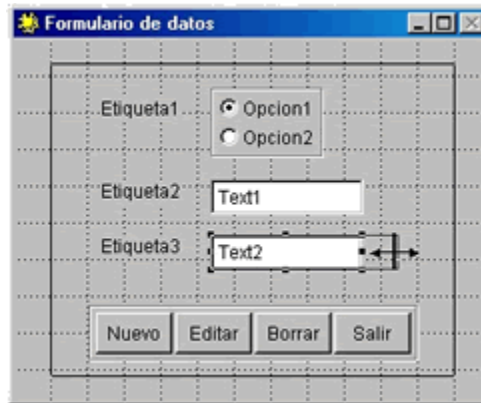 Formulario de datos
Etiqueta1
Opcion1
Opcion2
Etiqueta2
Text1
Etiqueta3
Text2
Nuevo
Editar
Borrar
Salir